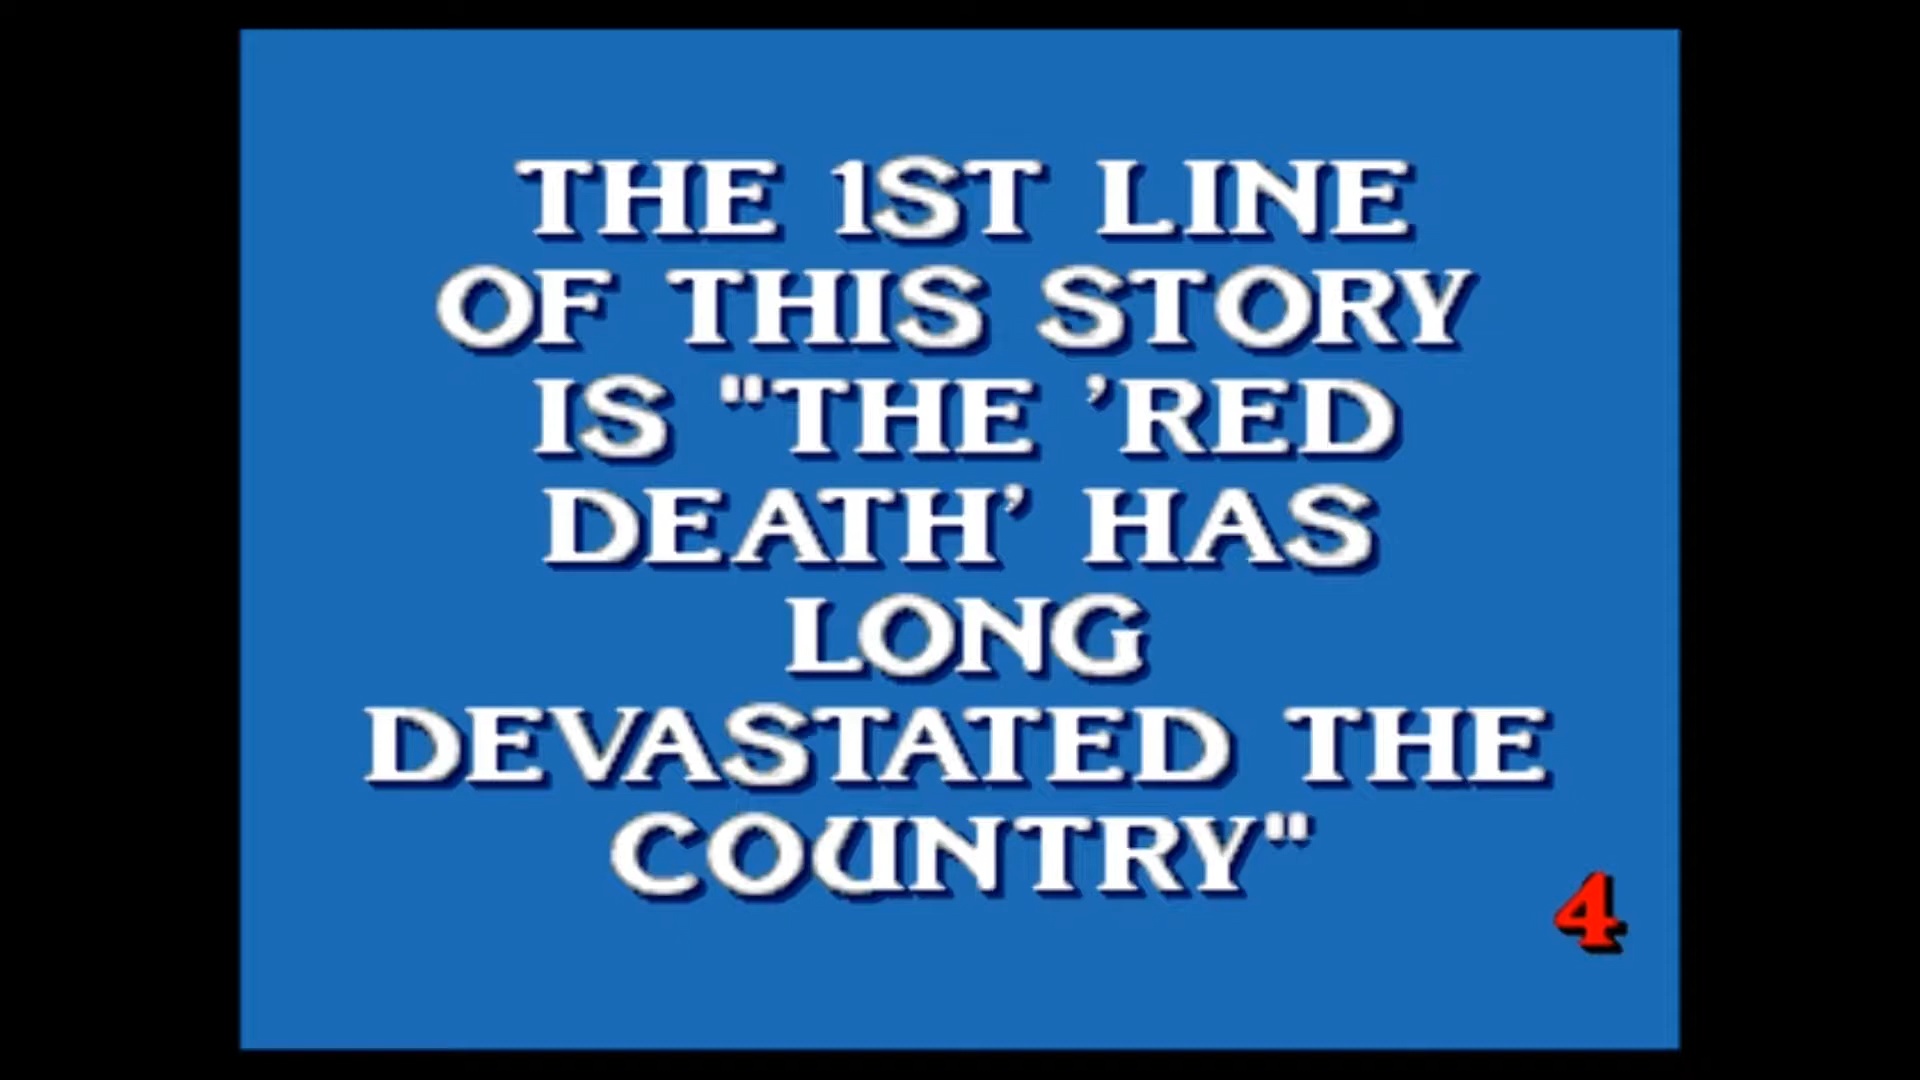 THE 1ST LINE
OF THIS STORY
IS "THE 'RED
DEATH' HAS
LONG
DEVASTATED THE
COUNTRY"
4